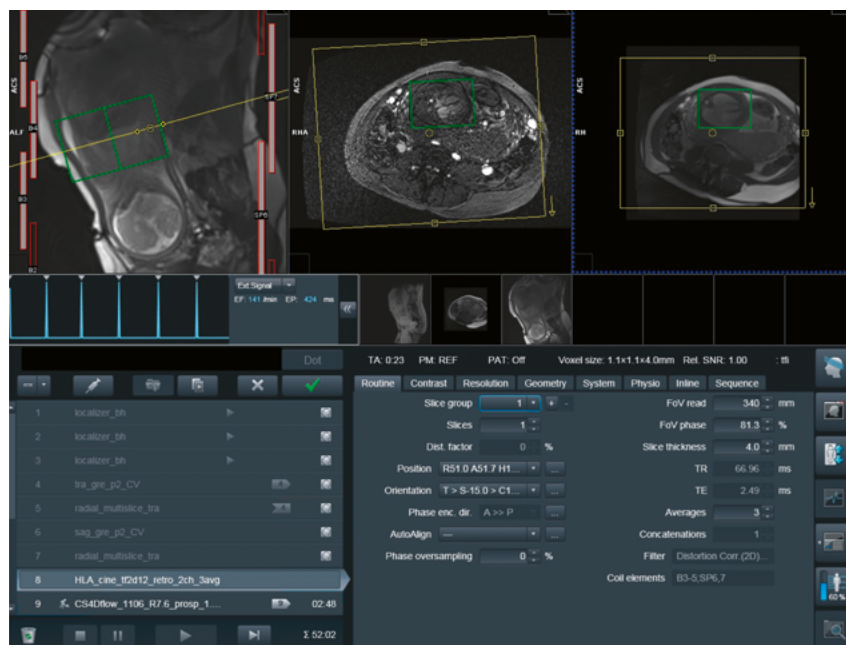 B5
ACS
ACS
ACS
SP7
B4
ALF
RHA
RH
B3
SP6
B2
Ext.Signal
EF: 141 /min EP: 424 ms
Dot
TA: 0:23 PM: REF PAT: Off Voxel size: 1.1×1.1×4.0mm Rel. SNR: 1.00 : tfi
Routine Contrast Resolution Geometry System Physio Inline Sequence
1 localizer_bh
2 localizer_bh
3 localizer_bh
4 tra_gre_p2_CV
5 radial_multislice_tra
6 sag_gre_p2_CV
7 radial_multislice_tra
8 HLA_cine_tf2d12_retro_2ch_3avg
9 CS4Dflow_1106_R7.6_prosp_1.... 02:48
Σ 52:02
Slice group 1 + -
Slices 1
Dist. factor 0 %
Position R51.0 A51.7 H1... ...
Orientation T > S-15.0 > C1... ...
Phase enc. dir. A >> P ...
AutoAlign --- ...
Phase oversampling 0 %
FoV read 340 mm
FoV phase 81.3 %
Slice thickness 4.0 mm
TR 66.96 ms
TE 2.49 ms
Averages 3
Concatenations 1
Filter Distortion Corr.(2D)...
Coil elements B3-5;SP6,7
60 %